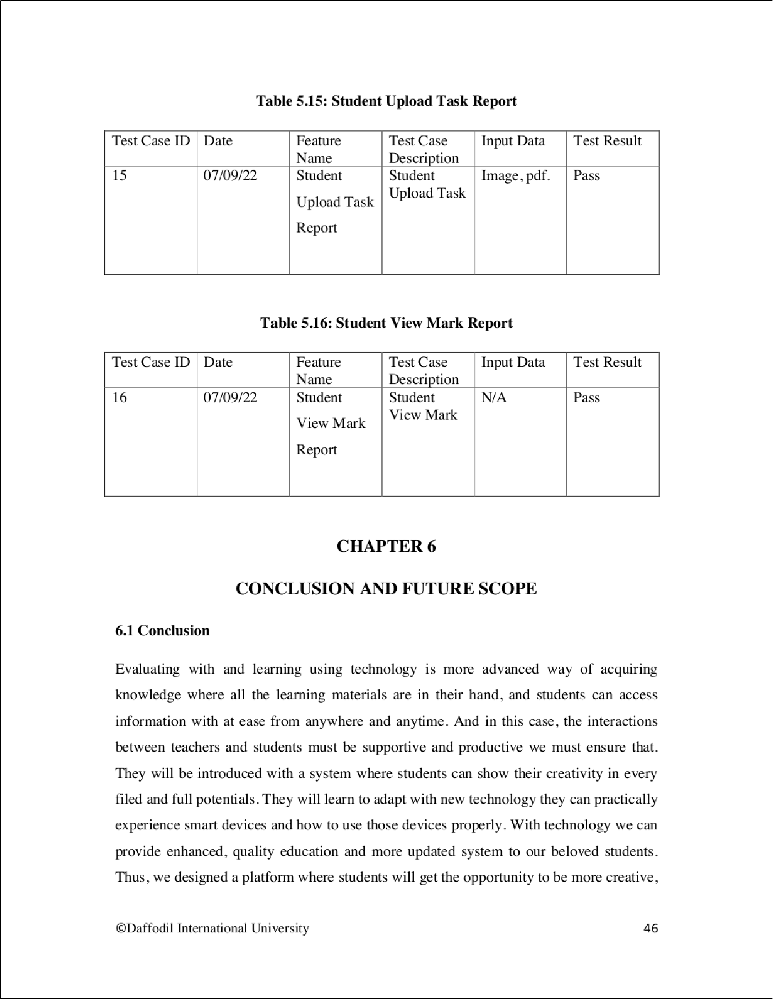 Table 5.15: Student Upload Task Report
Test Case ID Date Feature Name Test Case Description Input Data Test Result
15 07/09/22 Student Upload Task Report Student Upload Task Image, pdf. Pass
Table 5.16: Student View Mark Report
Test Case ID Date Feature Name Test Case Description Input Data Test Result
16 07/09/22 Student View Mark Report Student View Mark N/A Pass
CHAPTER 6
CONCLUSION AND FUTURE SCOPE
6.1 Conclusion
Evaluating with and learning using technology is more advanced way of acquiring
knowledge where all the learning materials are in their hand, and students can access
information with at ease from anywhere and anytime. And in this case, the interactions
between teachers and students must be supportive and productive we must ensure that.
They will be introduced with a system where students can show their creativity in every
filed and full potentials. They will learn to adapt with new technology they can practically
experience smart devices and how to use those devices properly. With technology we can
provide enhanced, quality education and more updated system to our beloved students.
Thus, we designed a platform where students will get the opportunity to be more creative,
©Daffodil International University 46